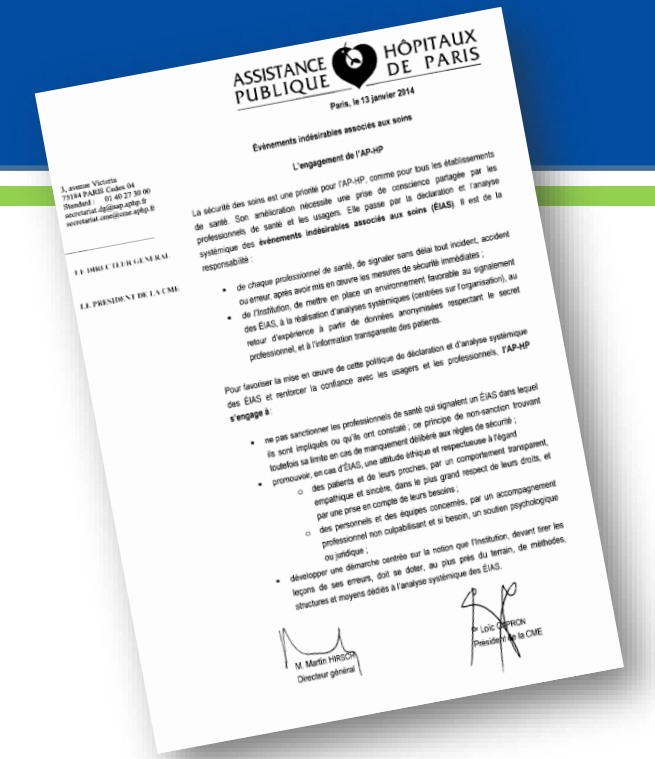 ASSISTANCE HÔPITAUX
PUBLIQUE DE PARIS
Paris, le 13 janvier 2014
Événements indésirables associés aux soins
L'engagement de l'AP-HP
3, avenue Victoria
75184 PARIS Cedex 04
Standard : 01 40 27 30 00
secretariat.dg@sap.aphp.fr
secretariat.cme@cme.aphp.fr
LE DIRECTEUR GENERAL
LE PRESIDENT DE LA CME
La sécurité des soins est une priorité pour l'AP-HP, comme pour tous les établissements
de santé. Son amélioration nécessite une prise de conscience partagée par les
professionnels de santé et les usagers. Elle passe par la déclaration et l'analyse
systémique des événements indésirables associés aux soins (ÉIAS). Il est de la
responsabilité :
• de chaque professionnel de santé, de signaler sans délai tout incident, accident
ou erreur, après avoir mis en œuvre les mesures de sécurité immédiates ;
• de l'Institution, de mettre en place un environnement favorable au signalement
des ÉIAS, à la réalisation d'analyses systémiques (centrées sur l'organisation), au
retour d'expérience à partir de données anonymisées respectant le secret
professionnel, et à l'information transparente des patients.
Pour favoriser la mise en œuvre de cette politique de déclaration et d'analyse systémique
des ÉIAS et renforcer la confiance avec les usagers et les professionnels, l'AP-HP
s'engage à :
• ne pas sanctionner les professionnels de santé qui signalent un ÉIAS dans lequel
ils sont impliqués ou qu'ils ont constaté ; ce principe de non-sanction trouvant
toutefois sa limite en cas de manquement délibéré aux règles de sécurité ;
• promouvoir, en cas d'ÉIAS, une attitude éthique et respectueuse à l'égard
o des patients et de leurs proches, par un comportement transparent,
empathique et sincère, dans le plus grand respect de leurs droits, et
par une prise en compte de leurs besoins ;
o des personnels et des équipes concernés, par un accompagnement
professionnel non culpabilisant et si besoin, un soutien psychologique
ou juridique ;
• développer une démarche centrée sur la notion que l'Institution, devant tirer les
leçons de ses erreurs, doit se doter, au plus près du terrain, de méthodes,
structures et moyens dédiés à l'analyse systémique des ÉIAS.
M. Martin HIRSCH
Directeur général
Pr Loïc CAPRON
Président de la CME